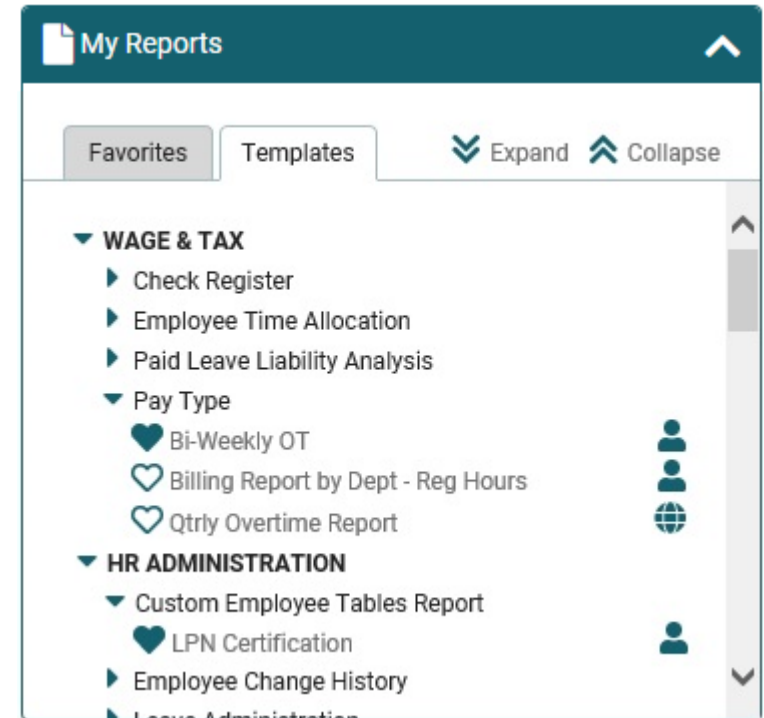 My Reports
Favorites Templates Expand Collapse
WAGE & TAX
Check Register
Employee Time Allocation
Paid Leave Liability Analysis
Pay Type
Bi-Weekly OT
Billing Report by Dept - Reg Hours
Qtrly Overtime Report
HR ADMINISTRATION
Custom Employee Tables Report
LPN Certification
Employee Change History
Leave Administration